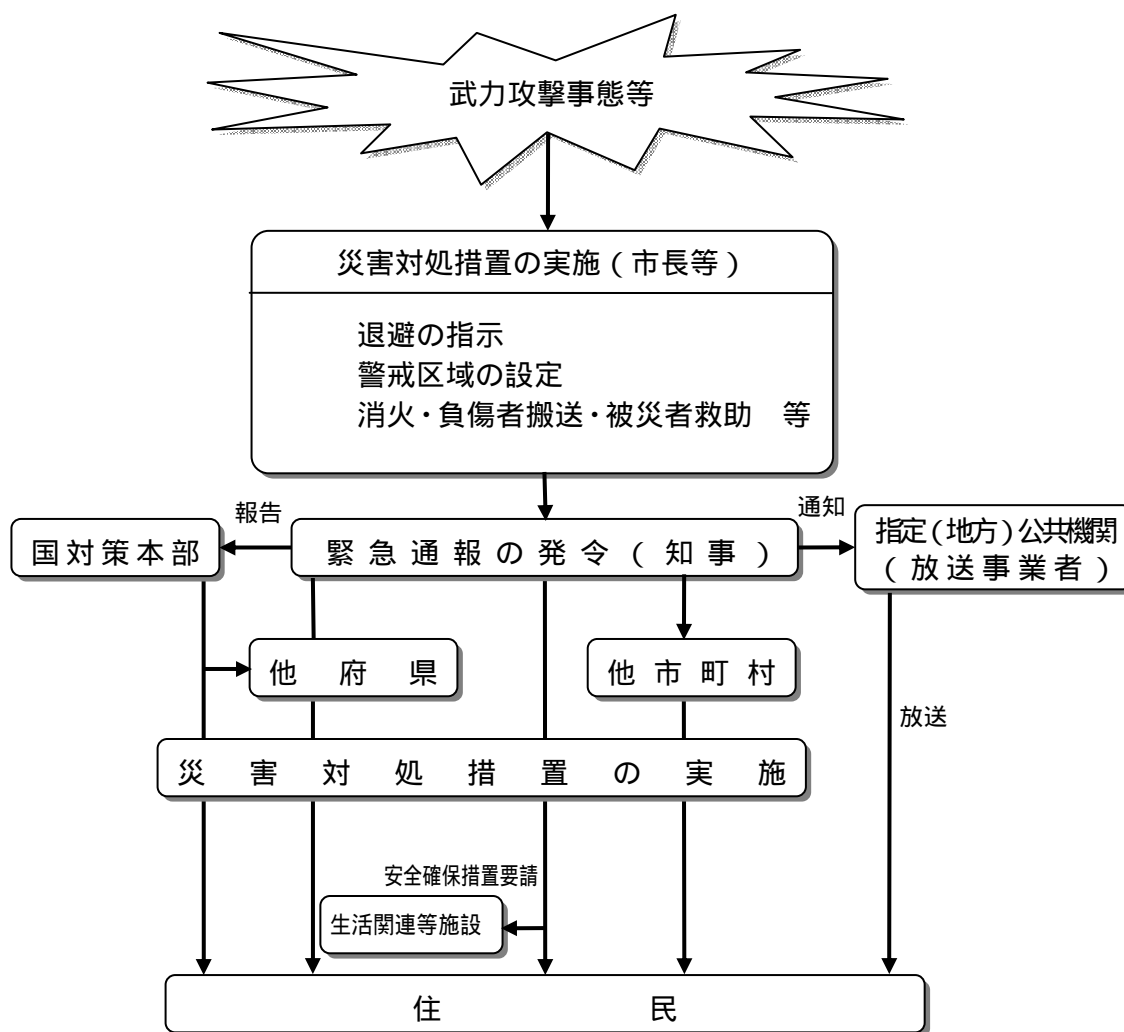 武力攻撃事態等
災害対処措置の実施(市長等)
退避の指示
警戒区域の設定
消火・負傷者搬送・被災者救助　等
報告
通知
国対策本部
緊急通報の発令(知事)
指定(地方)公共機関
(放送事業者)
他府県
他市町村
放送
災害対処措置の実施
安全確保措置要請
生活関連等施設
住民